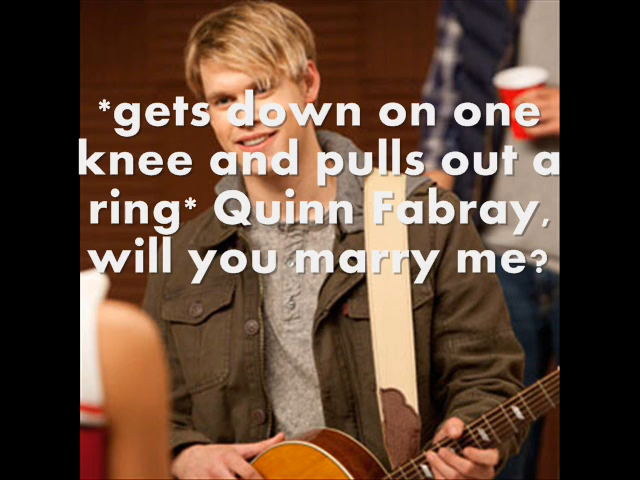 *gets down on one
knee and pulls out a
ring* Quinn Fabray,
will you marry me?